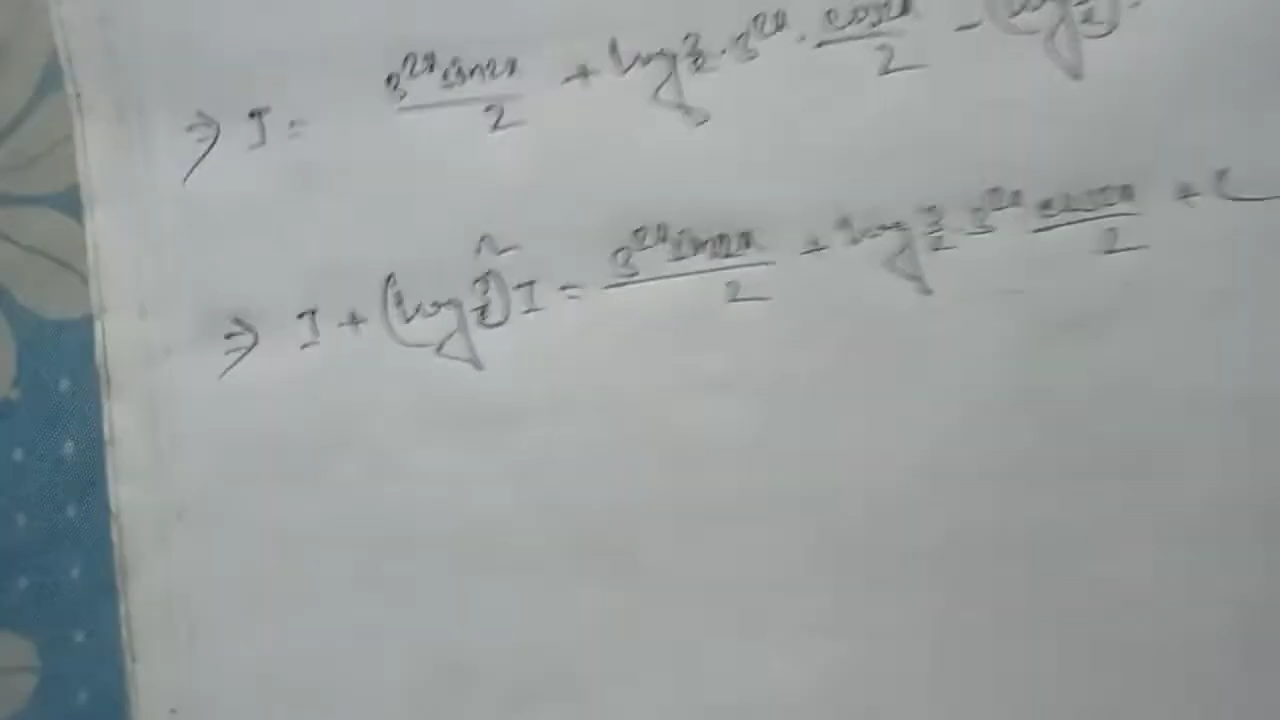 ⇒ I = 3^{2x} sin2x / 2 + log 3/2 · 3^{2x} · cos2x / 2 - (log 3/2)
⇒ I + (log 3/2)^2 I = 3^{2x} sin2x / 2 + log 3/2 · 3^{2x} cos2x / 2 + C